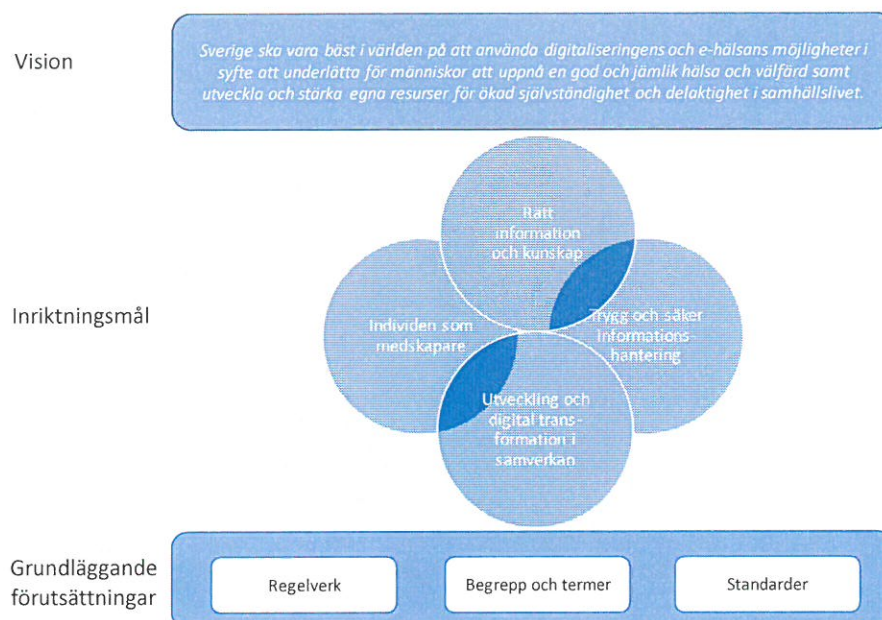 Vision
Sverige ska vara bäst i världen på att använda digitaliseringens och e-hälsans möjligheter i
syfte att underlätta för människor att uppnå en god och jämlik hälsa och välfärd samt
utveckla och stärka egna resurser för ökad självständighet och delaktighet i samhällslivet.
Rätt
information
och kunskap
Inriktningsmål
Individen som
medskapare
Trygg och säker
informations-
hantering
Utveckling och
digital trans-
formation i
samverkan
Grundläggande
förutsättningar
Regelverk
Begrepp och termer
Standarder